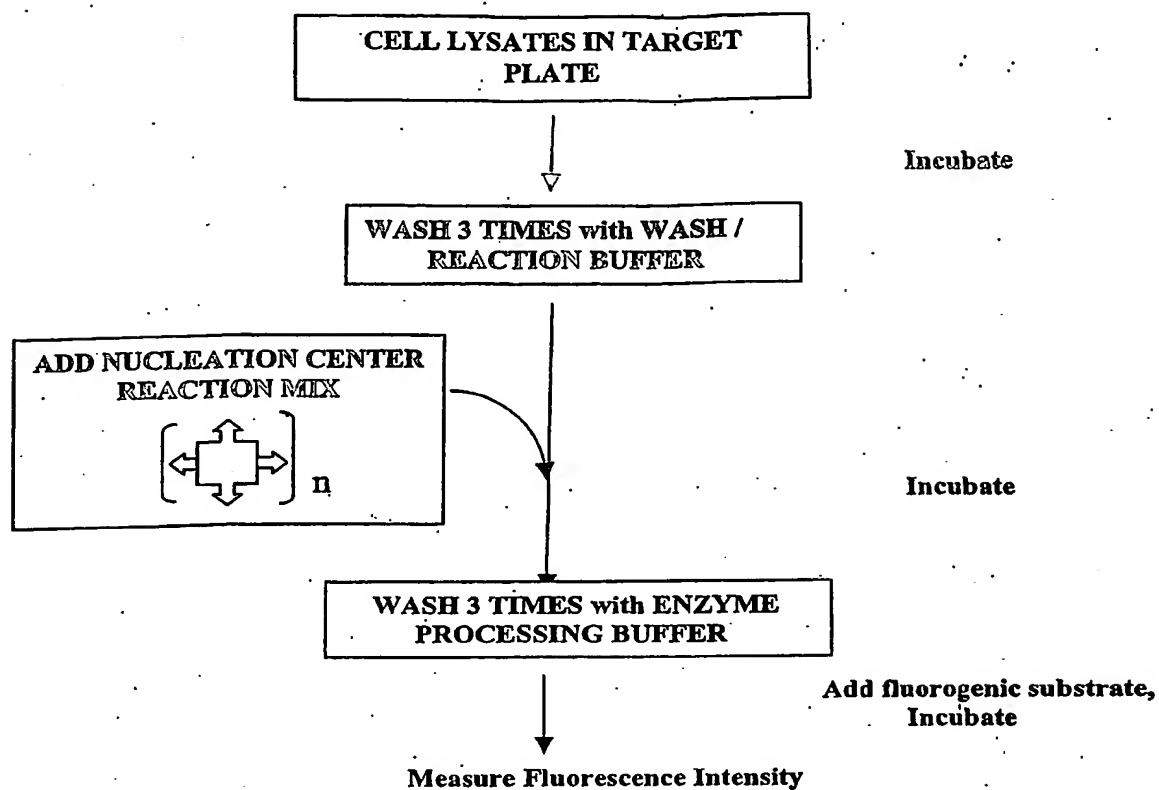 CELL LYSATES IN TARGET
PLATE
Incubate
WASH 3 TIMES with WASH /
REACTION BUFFER
ADD NUCLEATION CENTER
REACTION MIX
n
Incubate
WASH 3 TIMES with ENZYME
PROCESSING BUFFER
Add fluorogenic substrate,
Incubate
Measure Fluorescence Intensity